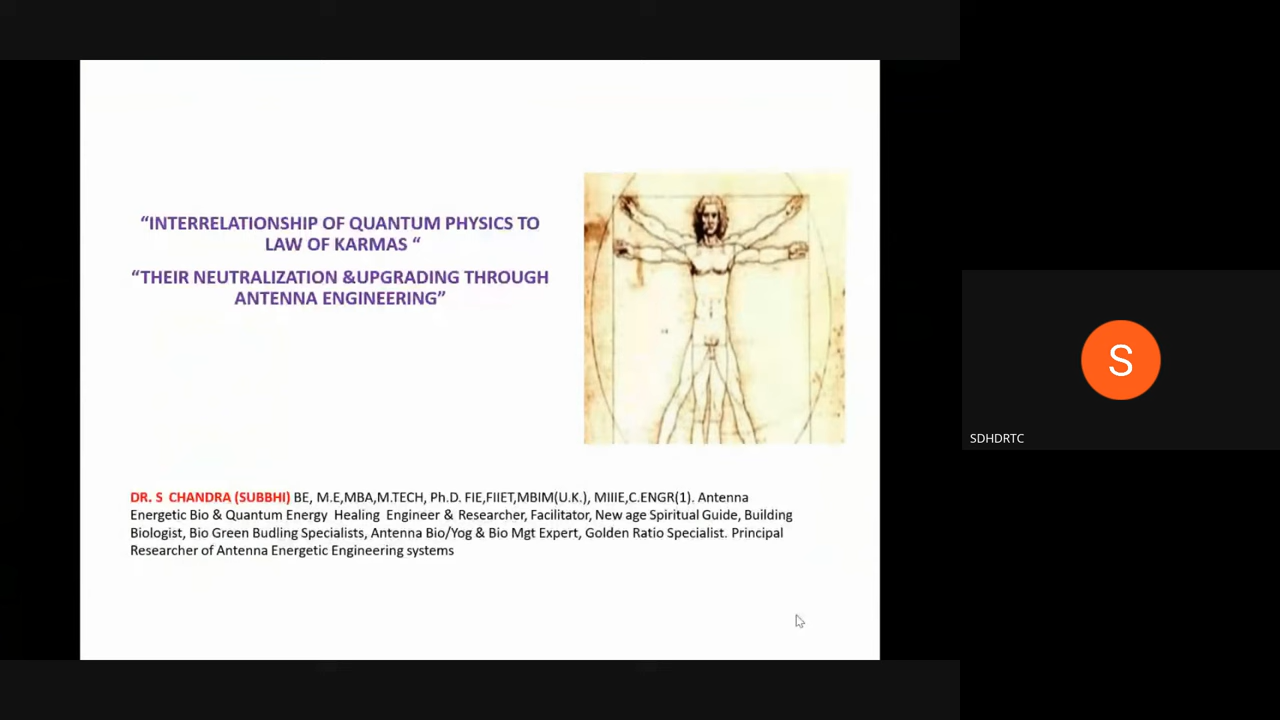 “INTERRELATIONSHIP OF QUANTUM PHYSICS TO
LAW OF KARMAS “
“THEIR NEUTRALIZATION &UPGRADING THROUGH
ANTENNA ENGINEERING”
DR. S CHANDRA (SUBBHI) BE, M.E,MBA,M.TECH, Ph.D. FIE,FIIET,MBIM(U.K.), MIIIE,C.ENGR(1). Antenna
Energetic Bio & Quantum Energy Healing Engineer & Researcher, Facilitator, New age Spiritual Guide, Building
Biologist, Bio Green Budling Specialists, Antenna Bio/Yog & Bio Mgt Expert, Golden Ratio Specialist. Principal
Researcher of Antenna Energetic Engineering systems
S
SDHDRTC